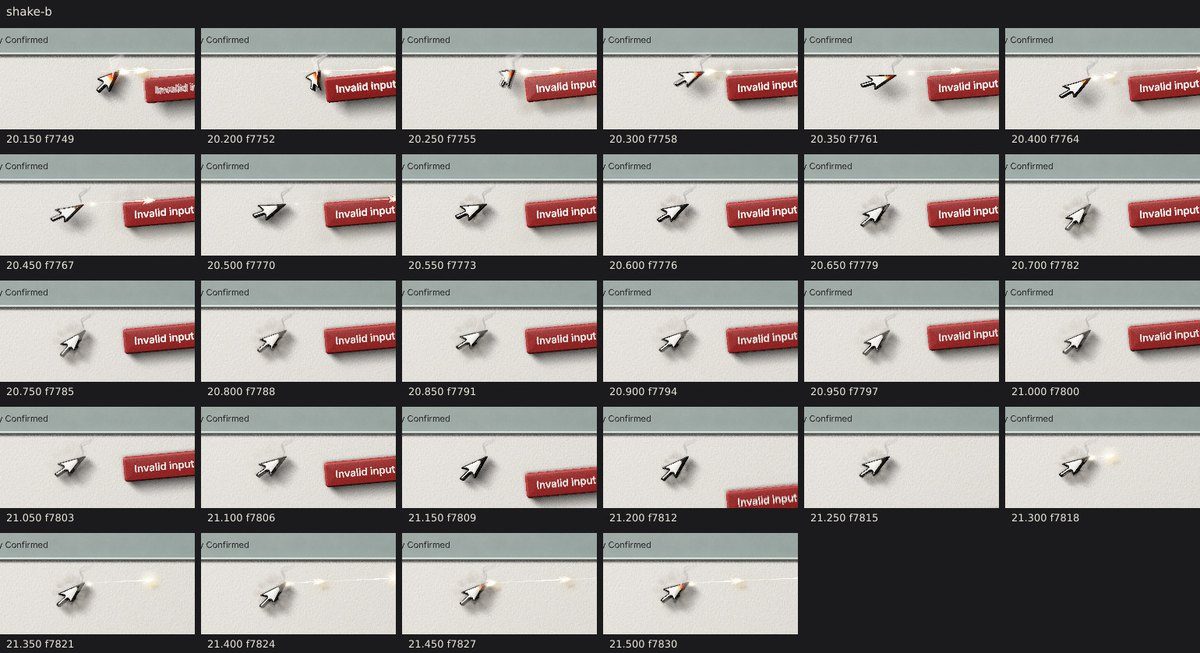 shake-b
y Confirmed y Confirmed y Confirmed y Confirmed y Confirmed y Confirmed
Invalid i Invalid input Invalid input Invalid input Invalid input Invalid input
20.150 f7749 20.200 f7752 20.250 f7755 20.300 f7758 20.350 f7761 20.400 f7764
y Confirmed y Confirmed y Confirmed y Confirmed y Confirmed y Confirmed
Invalid input Invalid input Invalid input Invalid input Invalid input Invalid input
20.450 f7767 20.500 f7770 20.550 f7773 20.600 f7776 20.650 f7779 20.700 f7782
y Confirmed y Confirmed y Confirmed y Confirmed y Confirmed y Confirmed
Invalid input Invalid input Invalid input Invalid input Invalid input Invalid input
20.750 f7785 20.800 f7788 20.850 f7791 20.900 f7794 20.950 f7797 21.000 f7800
y Confirmed y Confirmed y Confirmed y Confirmed y Confirmed y Confirmed
Invalid input Invalid input Invalid input Invalid input
21.050 f7803 21.100 f7806 21.150 f7809 21.200 f7812 21.250 f7815 21.300 f7818
y Confirmed y Confirmed y Confirmed y Confirmed
21.350 f7821 21.400 f7824 21.450 f7827 21.500 f7830